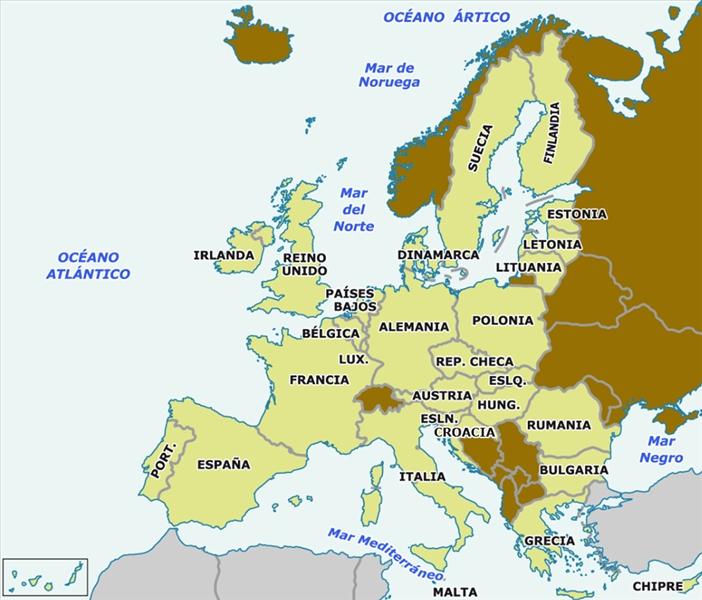 OCÉANO ÁRTICO
Mar de
Noruega
FINLANDIA
SUECIA
Mar
del
Norte
ESTONIA
IRLANDA
REINO
UNIDO
DINAMARCA
LETONIA
OCÉANO
ATLÁNTICO
LITUANIA
PAÍSES
BAJOS
ALEMANIA
POLONIA
BÉLGICA
LUX.
REP. CHECA
FRANCIA
ESLQ.
AUSTRIA
HUNG.
ESLN.
CROACIA
RUMANIA
Mar
Negro
PORT.
ESPAÑA
ITALIA
BULGARIA
GRECIA
Mar Mediterráneo
MALTA
CHIPRE